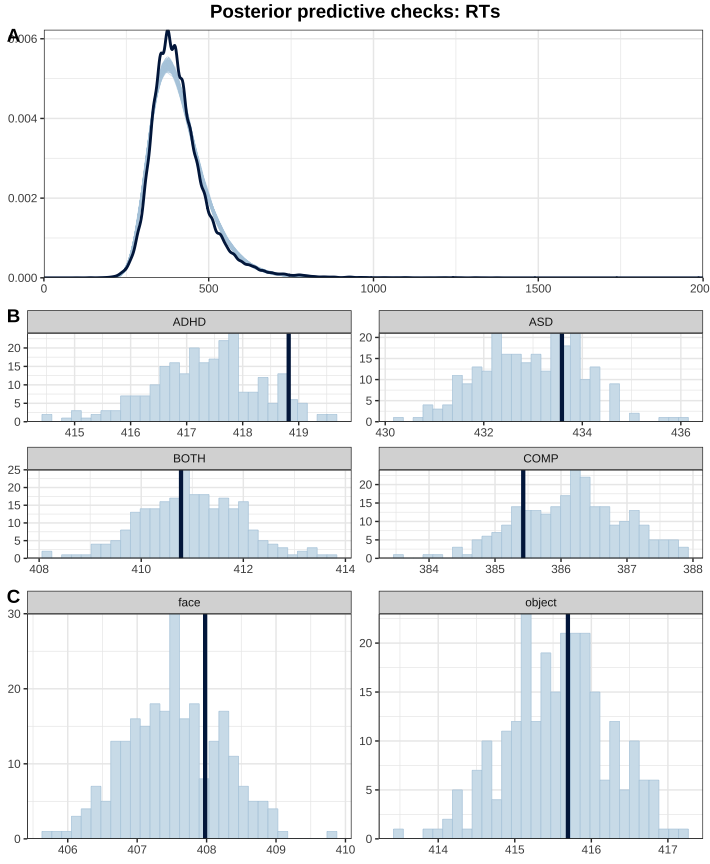 Posterior predictive checks: RTs
A
0.006
0.004
0.002
0.000
0 500 1000 1500 200
B
ADHD ASD
20
15
10
5
0
415 416 417 418 419
20
15
10
5
0
430 432 434 436
BOTH COMP
25
20
15
10
5
0
408 410 412 414
20
15
10
5
0
384 385 386 387 388
C
face object
30
20
10
0
406 407 408 409 410
20
15
10
5
0
414 415 416 417